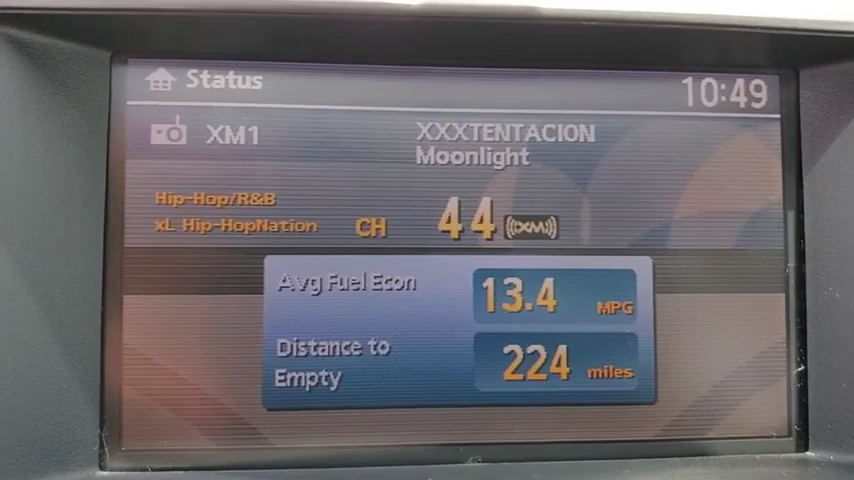 Status
10:49
XM1
XXXTENTACION
Moonlight
Hip-Hop/R&B
xL Hip-HopNation
CH 44 XM
Avg Fuel Econ
13.4 MPG
Distance to
Empty
224 miles